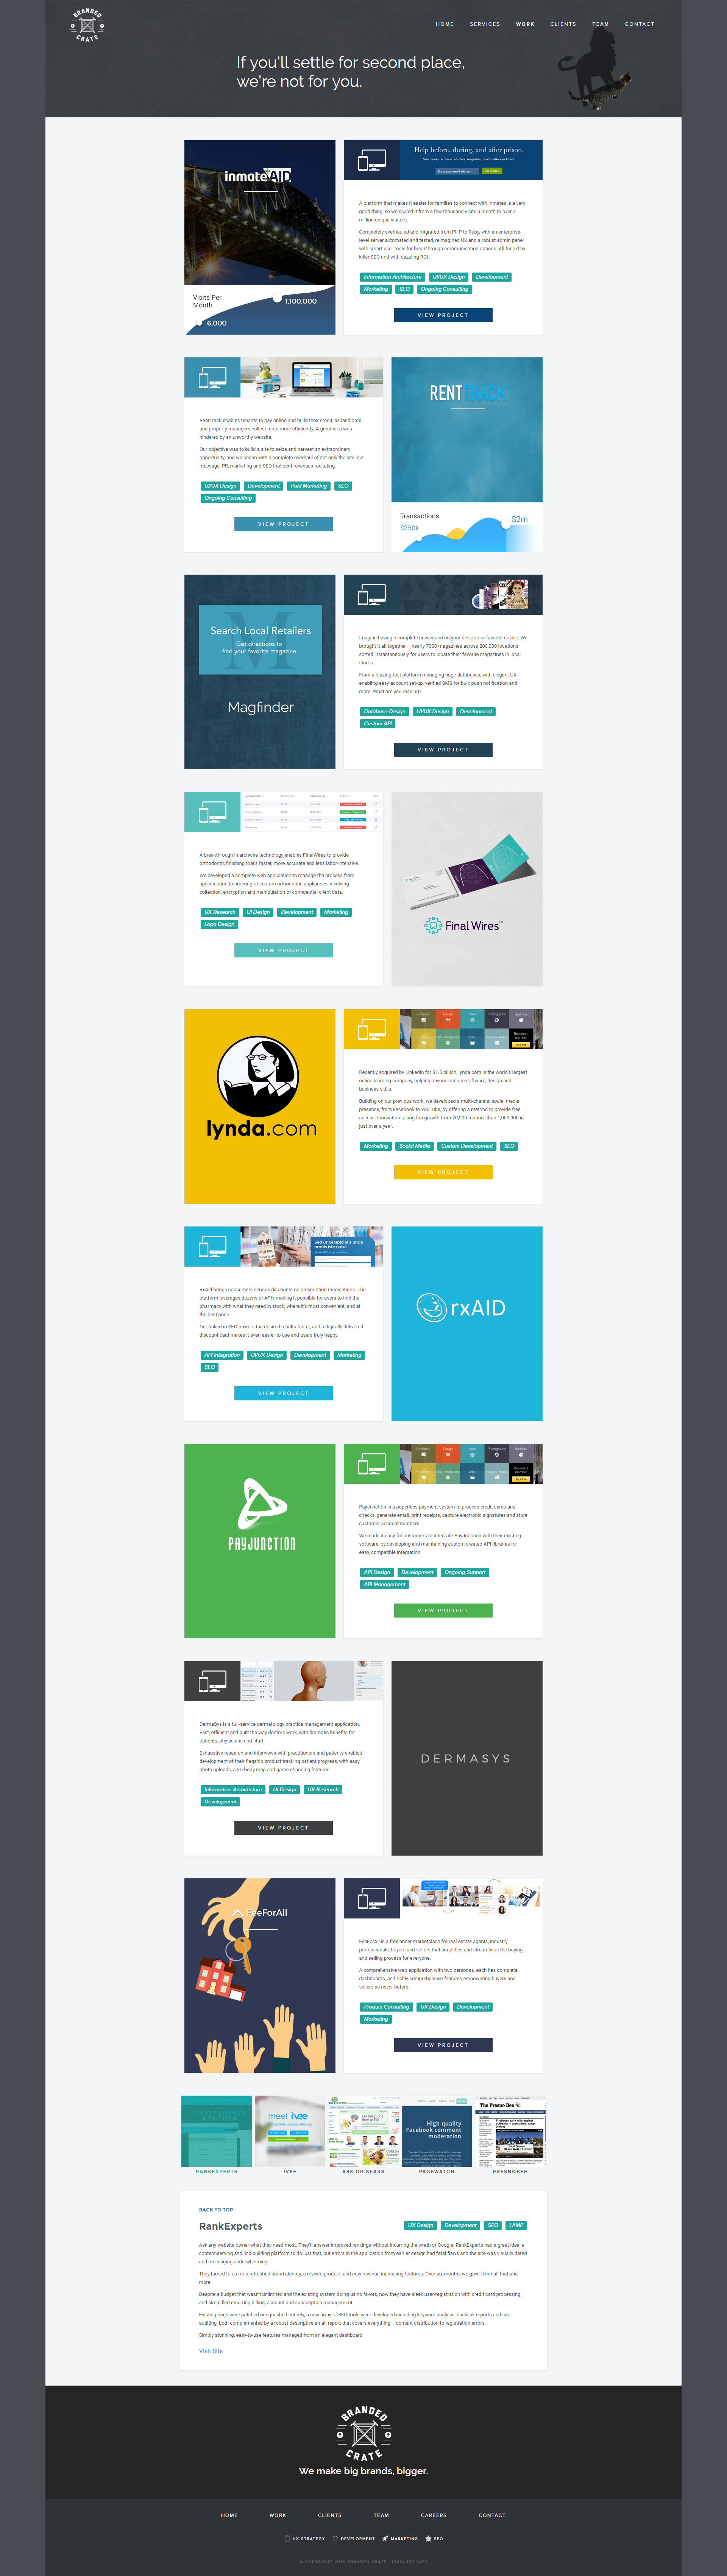 BRANDED
CRATE
HOME SERVICES WORK CLIENTS TEAM CONTACT
If you'll settle for second place,
we're not for you.
inmateAID
Visits Per
Month
1,100,000
6,000
Help before, during, and after prison.
Save money on phone calls, send magazines, photos, letters and more.
Enter your email address
A platform that makes it easier for families to connect with inmates is a very
good thing, so we scaled it from a few thousand visits a month to over a
million unique visitors.
Completely overhauled and migrated from PHP to Ruby, with an enterprise-
level server automated and tested, reimagined UX and a robust admin panel
with smart user tools for breakthrough communication options. All fueled by
killer SEO and with dazzling ROI.
Information Architecture UI/UX Design Development
Marketing SEO Ongoing Consulting
VIEW PROJECT
RentTrack enables tenants to pay online and build their credit, as landlords
and property managers collect rents more efficiently. A great idea was
hindered by an unworthy website.
Our objective was to build a site to seize and harvest an extraordinary
opportunity, and we began with a complete overhaul of not only the site, but
message, PR, marketing and SEO that sent revenues rocketing.
UI/UX Design Development Paid Marketing SEO
Ongoing Consulting
VIEW PROJECT
RENTTRACK
Transactions
$250k
$2m
Search Local Retailers
Get directions to
find your favorite magazine.
Magfinder
Imagine having a complete newsstand on your desktop or favorite device. We
brought it all together – nearly 7000 magazines across 200,000 locations –
sorted instantaneously for users to locate their favorite magazines in local
stores.
From a blazing fast platform managing huge databases, with elegant UX,
enabling easy account set-up, verified SMS for bulk push notification and
more. What are you reading?
Database Design UI/UX Design Development
Custom API
VIEW PROJECT
A breakthrough in archwire technology enables FinalWires to provide
orthodontic finishing that's faster, more accurate and less labor-intensive.
We developed a complete web application to manage the process from
specification to ordering of custom orthodontic appliances, involving
collection, encryption and manipulation of confidential client data.
UX Research UI Design Development Marketing
Logo Design
VIEW PROJECT
Final Wires™
lynda.com
Photography
Become a
member
Recently acquired by LinkedIn for $1.5 billion, lynda.com is the world's largest
online learning company, helping anyone acquire software, design and
business skills.
Building on our previous work, we developed a multi-channel social media
presence, from Facebook to YouTube, by offering a method to provide free
access. Innovation taking fan growth from 20,000 to more than 1,000,000 in
just over a year.
Marketing Social Media Custom Development SEO
VIEW PROJECT
Sed ut perspiciatis unde
omnis iste natus
RxAid brings consumers serious discounts on prescription medications. The
platform leverages dozens of APIs making it possible for users to find the
pharmacy with what they need in stock, where it's most convenient, and at
the best price.
Our baked-in SEO powers the desired results faster, and a digitally delivered
discount card makes it even easier to use and users truly happy.
API Integration UI/UX Design Development Marketing
SEO
VIEW PROJECT
rxAID
PAYJUNCTION
Photography
Become a
member
PayJunction is a paperless payment system to process credit cards and
checks, generate email, print receipts, capture electronic signatures and store
customer account numbers.
We made it easy for customers to integrate PayJunction with their existing
software, by developing and maintaining custom created API libraries for
easy, compatible integration.
API Design Development Ongoing Support
API Management
VIEW PROJECT
DermaSys is a full-service dermatology practice management application.
Fast, efficient and built the way doctors work, with dramatic benefits for
patients, physicians and staff.
Exhaustive research and interviews with practitioners and patients enabled
development of their flagship product tracking patient progress, with easy
photo uploads, a 3D body map and game-changing features.
Information Architecture UI Design UX Research
Development
VIEW PROJECT
DERMASYS
FeeForAll
FeeForAll is a freelancer marketplace for real estate agents, industry
professionals, buyers and sellers that simplifies and streamlines the buying
and selling process for everyone.
A comprehensive web application with two personas, each has complete
dashboards, and richly comprehensive features empowering buyers and
sellers as never before.
Product Consulting UX Design Development
Marketing
VIEW PROJECT
meet ivee
High-quality
Facebook comment
moderation
The Fresno Bee
RANKEXPERTS IVEE ASK DR.SEARS PAGEWATCH FRESNOBEE
BACK TO TOP
RankExperts
UX Design Development SEO LAMP
Ask any website owner what they need most. They'll answer improved rankings without incurring the wrath of Google. RankExperts had a great idea; a
content-serving and link-building platform to do just that, but errors in the application from earlier design had fatal flaws and the site was visually dated
and messaging underwhelming.
They turned to us for a refreshed brand identity, a revived product, and new revenue-increasing features. Over six months we gave them all that and
more.
Despite a budget that wasn't unlimited and the existing system doing us no favors, now they have sleek user-registration with credit card processing,
and simplified recurring billing, account and subscription management.
Existing bugs were patched or squashed entirely, a new array of SEO tools were developed including keyword analysis, backlink reports and site
auditing, both complemented by a robust descriptive email report that covers everything – content distribution to registration errors.
Simply stunning, easy-to-use features managed from an elegant dashboard.
Visit Site
BRANDED
CRATE
We make big brands, bigger.
HOME WORK CLIENTS TEAM CAREERS CONTACT
UX STRATEGY DEVELOPMENT MARKETING SEO